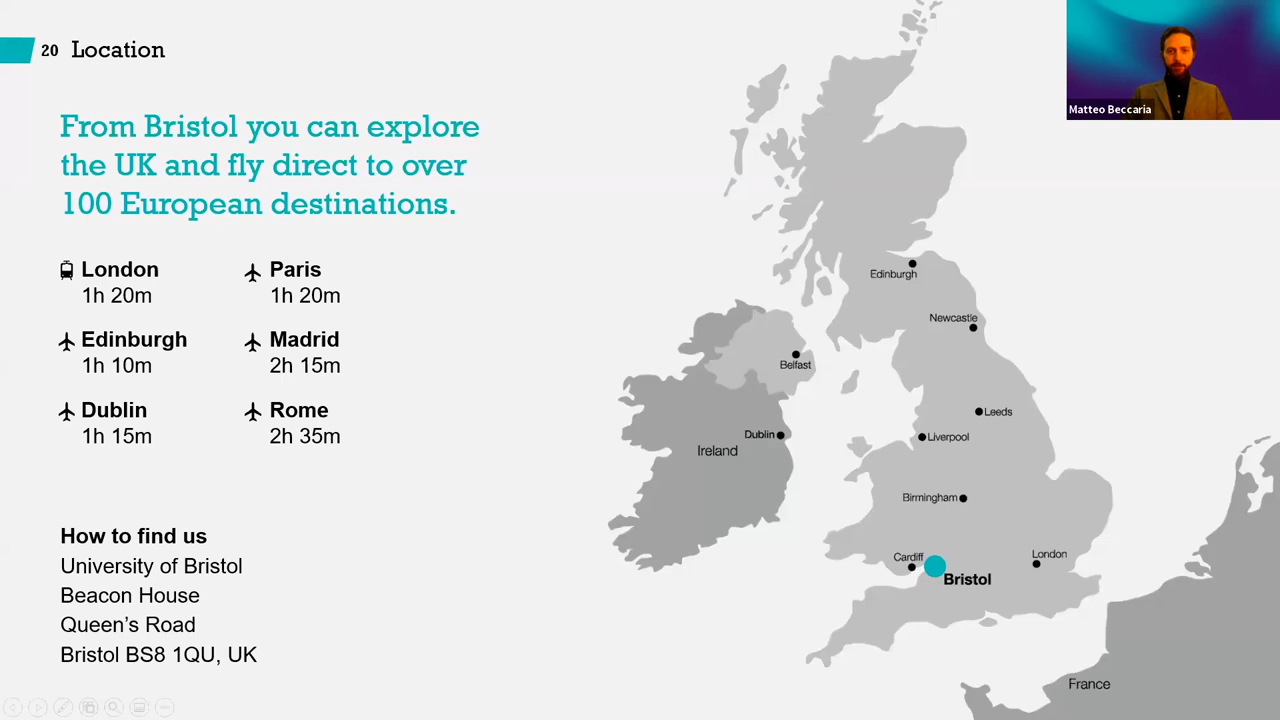 20 Location
From Bristol you can explore
the UK and fly direct to over
100 European destinations.
London
1h 20m
Paris
1h 20m
Edinburgh
1h 10m
Madrid
2h 15m
Dublin
1h 15m
Rome
2h 35m
How to find us
University of Bristol
Beacon House
Queen’s Road
Bristol BS8 1QU, UK
Edinburgh
Newcastle
Belfast
Leeds
Dublin
Liverpool
Ireland
Birmingham
Cardiff
London
Bristol
France
Matteo Beccaria